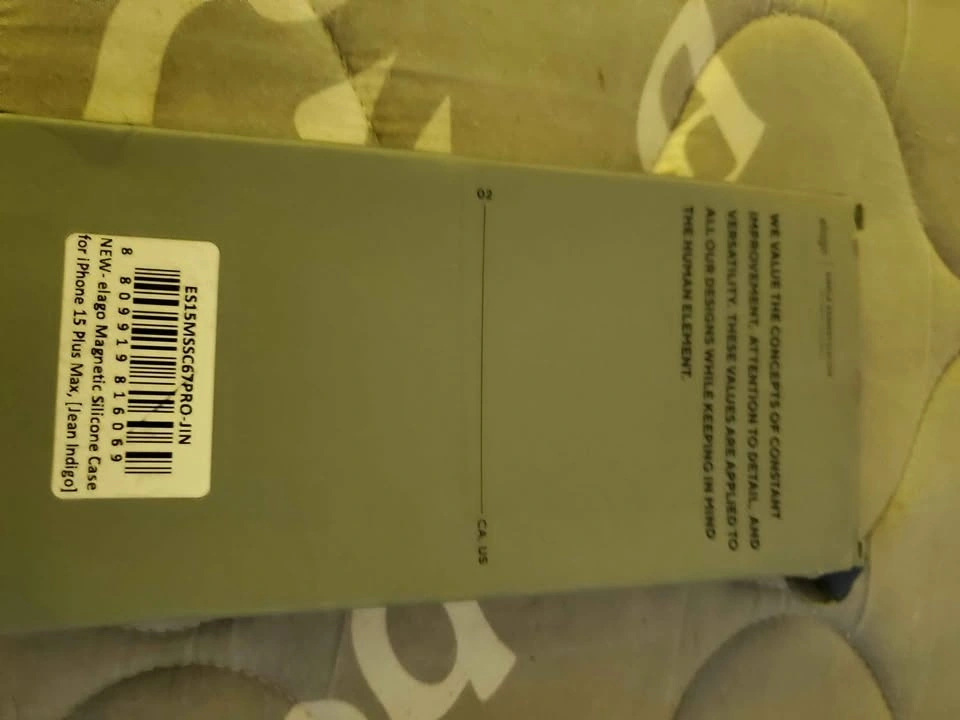 elago
WE VALUE THE CONCEPTS OF CONSTANT
IMPROVEMENT, ATTENTION TO DETAIL, AND
VERSATILITY. THESE VALUES ARE APPLIED TO
ALL OUR DESIGNS WHILE KEEPING IN MIND
THE HUMAN ELEMENT.
02
CA. US
ES15MSSC67PRO-JIN
8 809919 816069
NEW- elago Magnetic Silicone Case
for iPhone 15 Plus Max, [Jean Indigo]